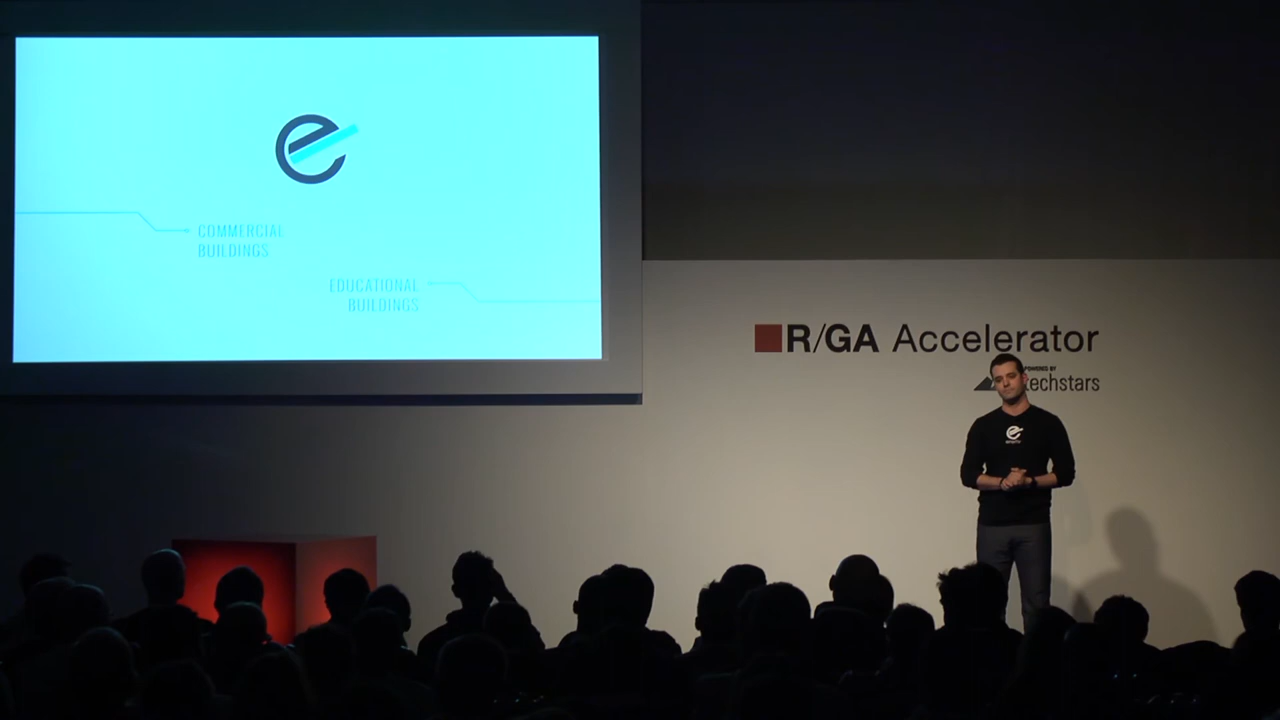 COMMERCIAL
BUILDINGS
EDUCATIONAL
BUILDINGS
R/GA Accelerator
POWERED BY
techstars